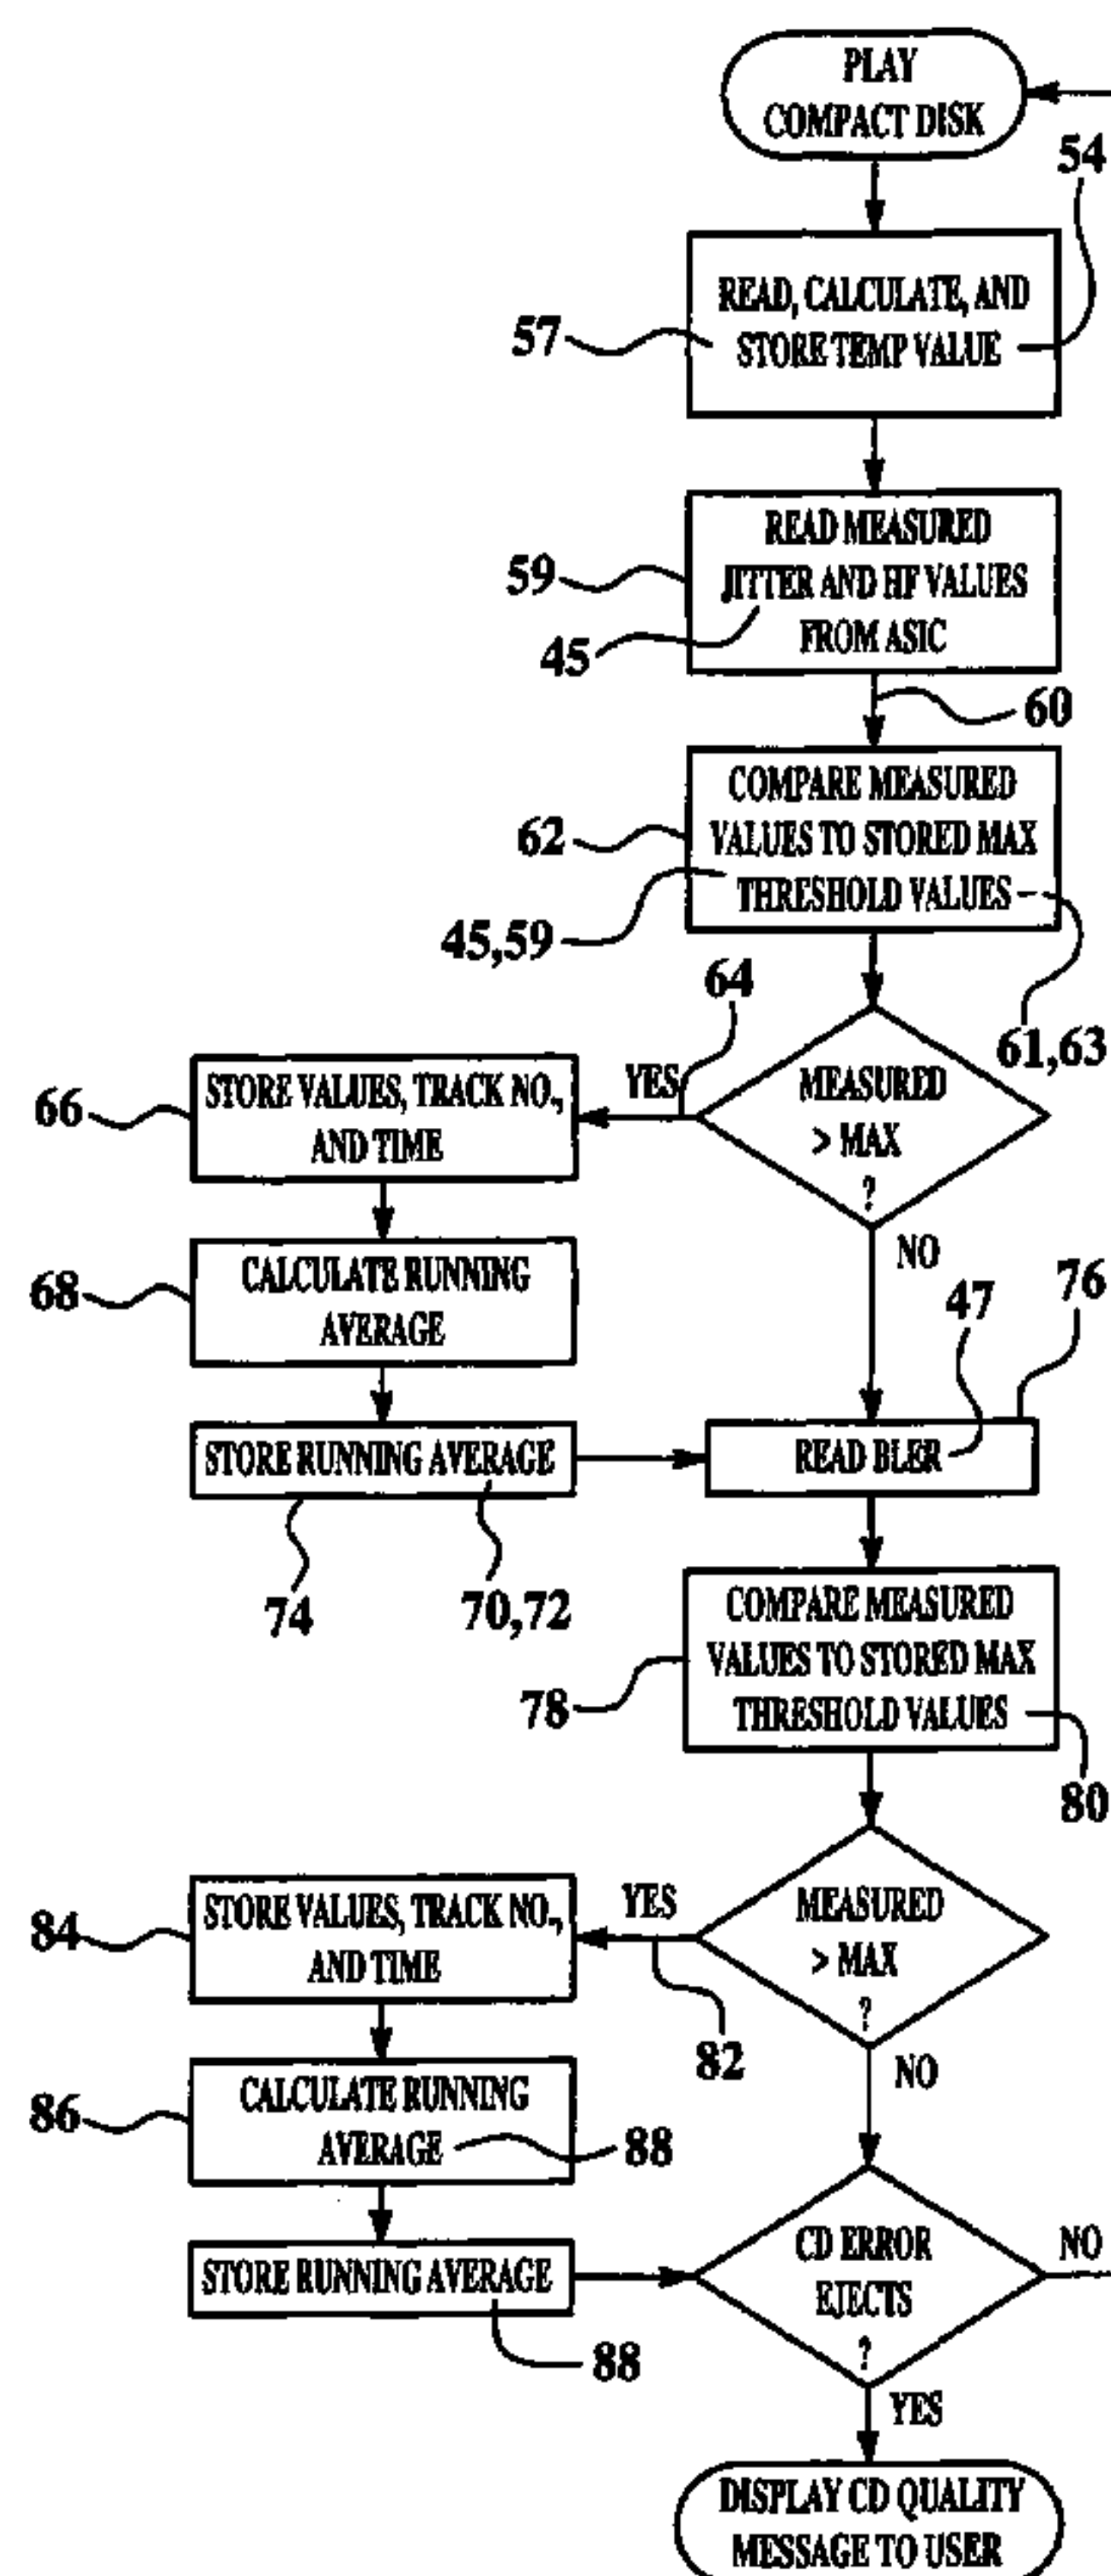 PLAY
COMPACT DISK
54
READ, CALCULATE, AND
STORE TEMP VALUE
57
READ MEASURED
JITTER AND HF VALUES
FROM ASIC
59
45
60
COMPARE MEASURED
VALUES TO STORED MAX
THRESHOLD VALUES
62
45,59
61,63
64
YES
MEASURED
> MAX
?
NO
STORE VALUES, TRACK NO.,
AND TIME
66
CALCULATE RUNNING
AVERAGE
68
STORE RUNNING AVERAGE
74
70,72
47
76
READ BLER
COMPARE MEASURED
VALUES TO STORED MAX
THRESHOLD VALUES
78
80
MEASURED
> MAX
?
YES
82
NO
STORE VALUES, TRACK NO.,
AND TIME
84
CALCULATE RUNNING
AVERAGE
86
88
STORE RUNNING AVERAGE
88
CD ERROR
EJECTS
?
NO
YES
DISPLAY CD QUALITY
MESSAGE TO USER